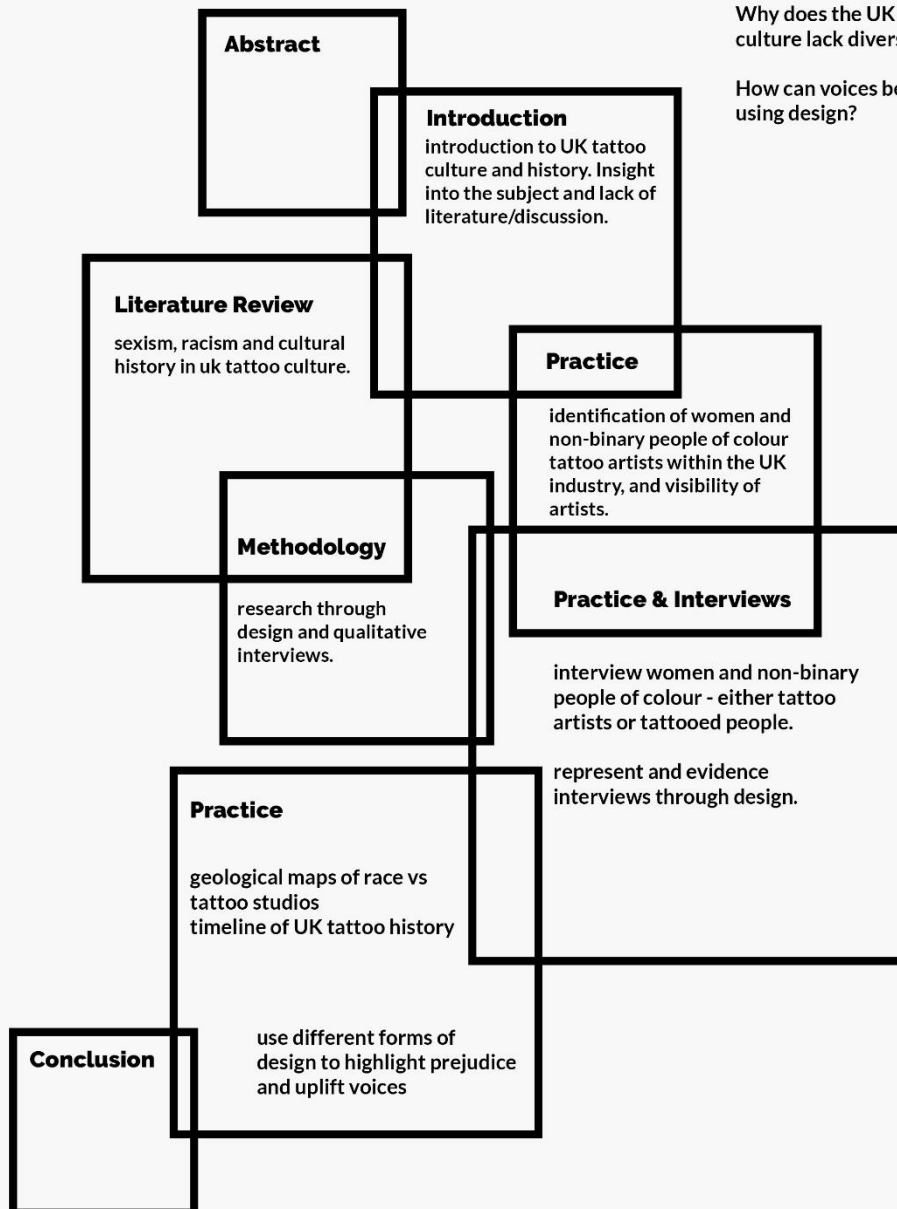 Abstract
Why does the UK
culture lack
How can voices
using design?
Introduction
introduction to UK tattoo
culture and history. Insight
into the subject and lack of
literature/discussion.
Literature Review
sexism, racism and cultural
history in uk tattoo culture.
Practice
identification of women and
non-binary people of colour
tattoo artists within the UK
industry, and visibility of
artists.
Methodology
research through
design and qualitative
interviews.
Practice & Interviews
interview women and non-binary
people of colour - either tattoo
artists or tattooed people.
represent and evidence
interviews through design.
Practice
geological maps of race vs
tattoo studios
timeline of UK tattoo history
use different forms of
design to highlight prejudice
and uplift voices
Conclusion